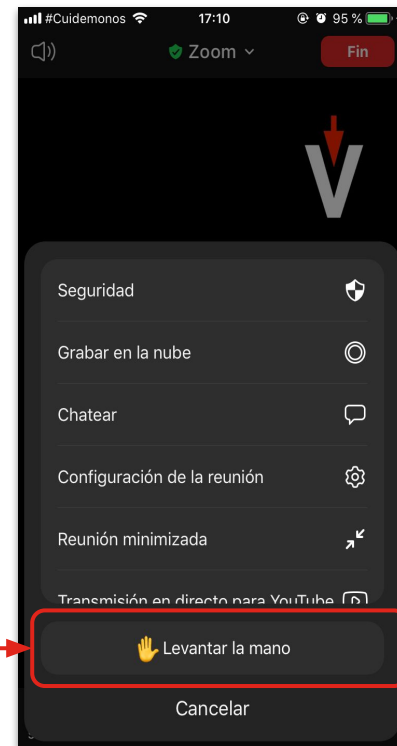 #Cuidemonos 17:10 95 %
Zoom Fin
V
Seguridad
Grabar en la nube
Chatear
Configuración de la reunión
Reunión minimizada
Transmisión en directo para YouTube
Levantar la mano
Cancelar